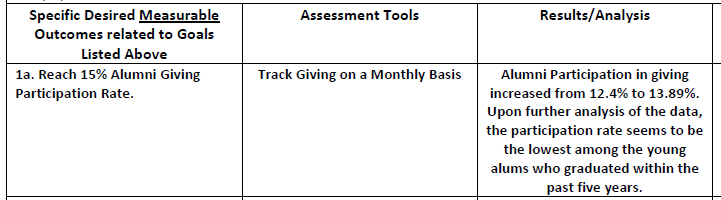 Specific Desired Measurable
Outcomes related to Goals
Listed Above
Assessment Tools
Results/Analysis
1a. Reach 15% Alumni Giving
Participation Rate.
Track Giving on a Monthly Basis
Alumni Participation in giving
increased from 12.4% to 13.89%.
Upon further analysis of the data,
the participation rate seems to be
the lowest among the young
alums who graduated within the
past five years.